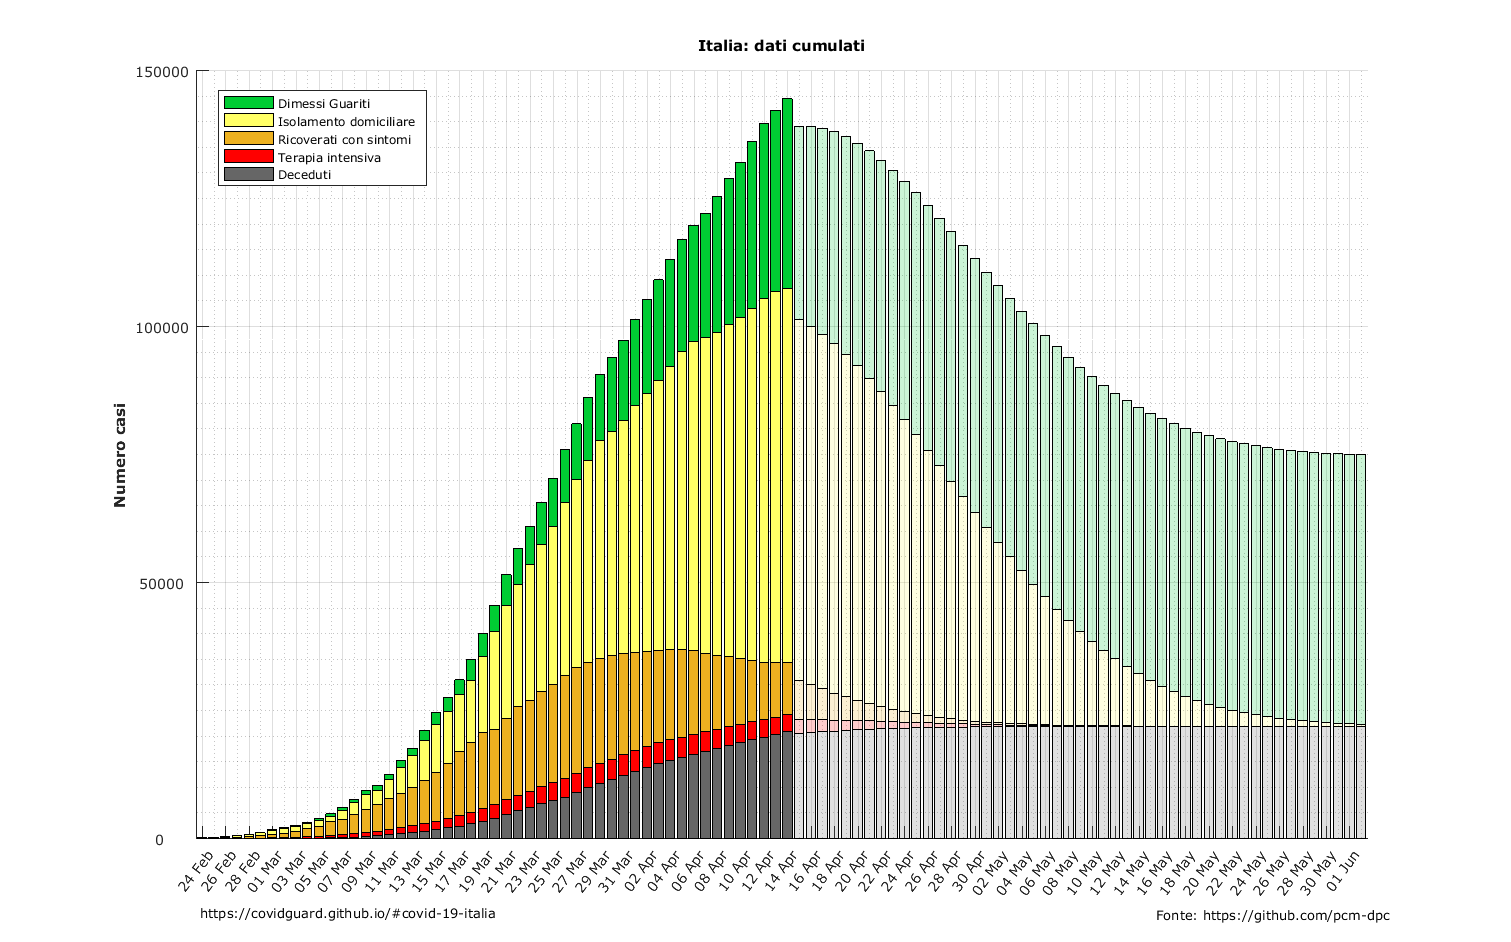 Italia: dati cumulati
150000
100000
50000
0
Numero casi
Dimessi Guariti
Isolamento domiciliare
Ricoverati con sintomi
Terapia intensiva
Deceduti
24 Feb
26 Feb
28 Feb
01 Mar
03 Mar
05 Mar
07 Mar
09 Mar
11 Mar
13 Mar
15 Mar
17 Mar
19 Mar
21 Mar
23 Mar
25 Mar
27 Mar
29 Mar
31 Mar
02 Apr
04 Apr
06 Apr
08 Apr
10 Apr
12 Apr
14 Apr
16 Apr
18 Apr
20 Apr
22 Apr
24 Apr
26 Apr
28 Apr
30 Apr
02 May
04 May
06 May
08 May
10 May
12 May
14 May
16 May
18 May
20 May
22 May
24 May
26 May
28 May
30 May
01 Jun
https://covidguard.github.io/#covid-19-italia
Fonte: https://github.com/pcm-dpc